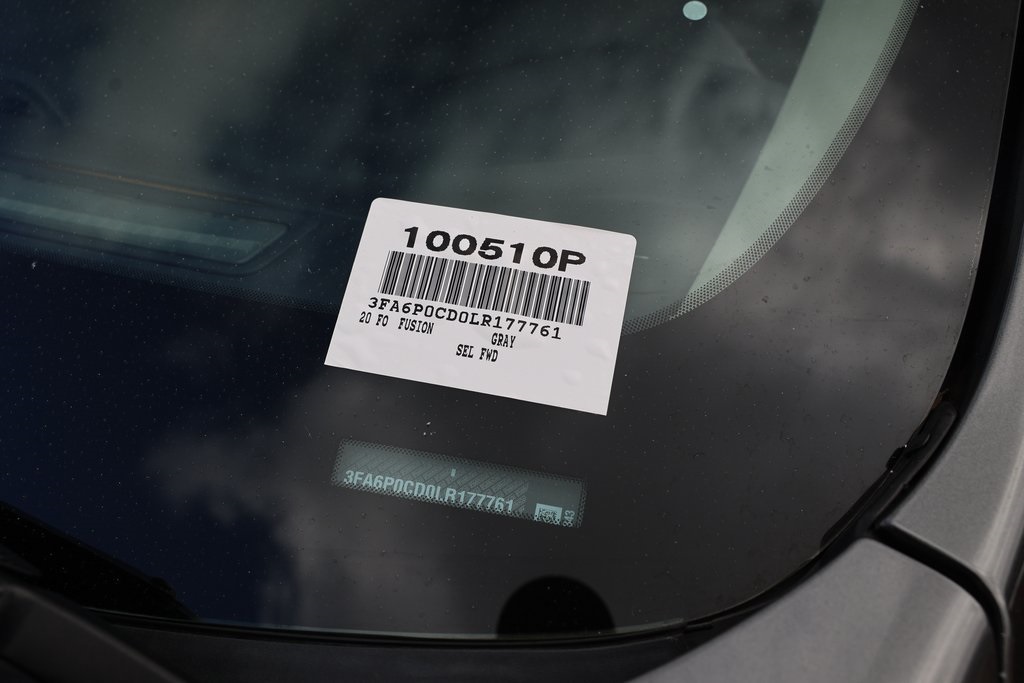 100510P
3FA6P0CD0LR177761
20 FO FUSION
GRAY
SEL FWD
3FA6P0CD0LR177761